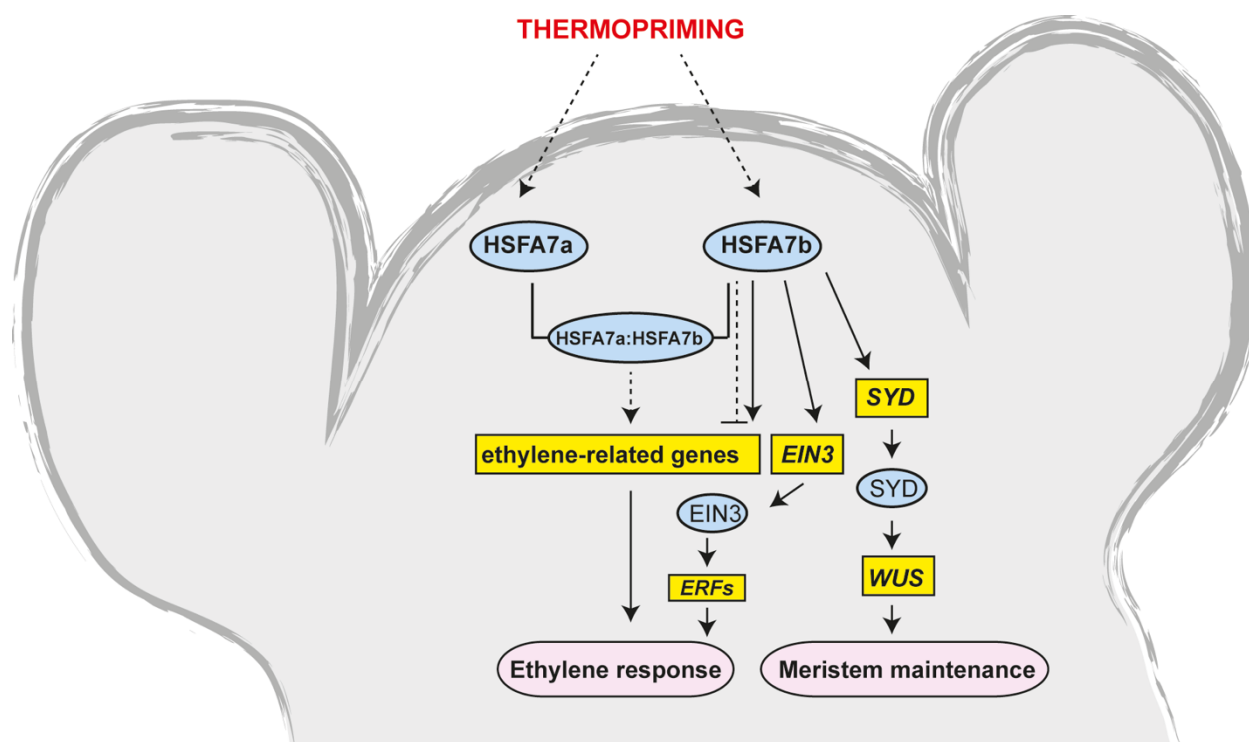 THERMOPRIMING
HSFA7a
HSFA7b
HSFA7a:HSFA7b
SYD
ethylene-related genes
EIN3
SYD
EIN3
ERFs
WUS
Ethylene response
Meristem maintenance